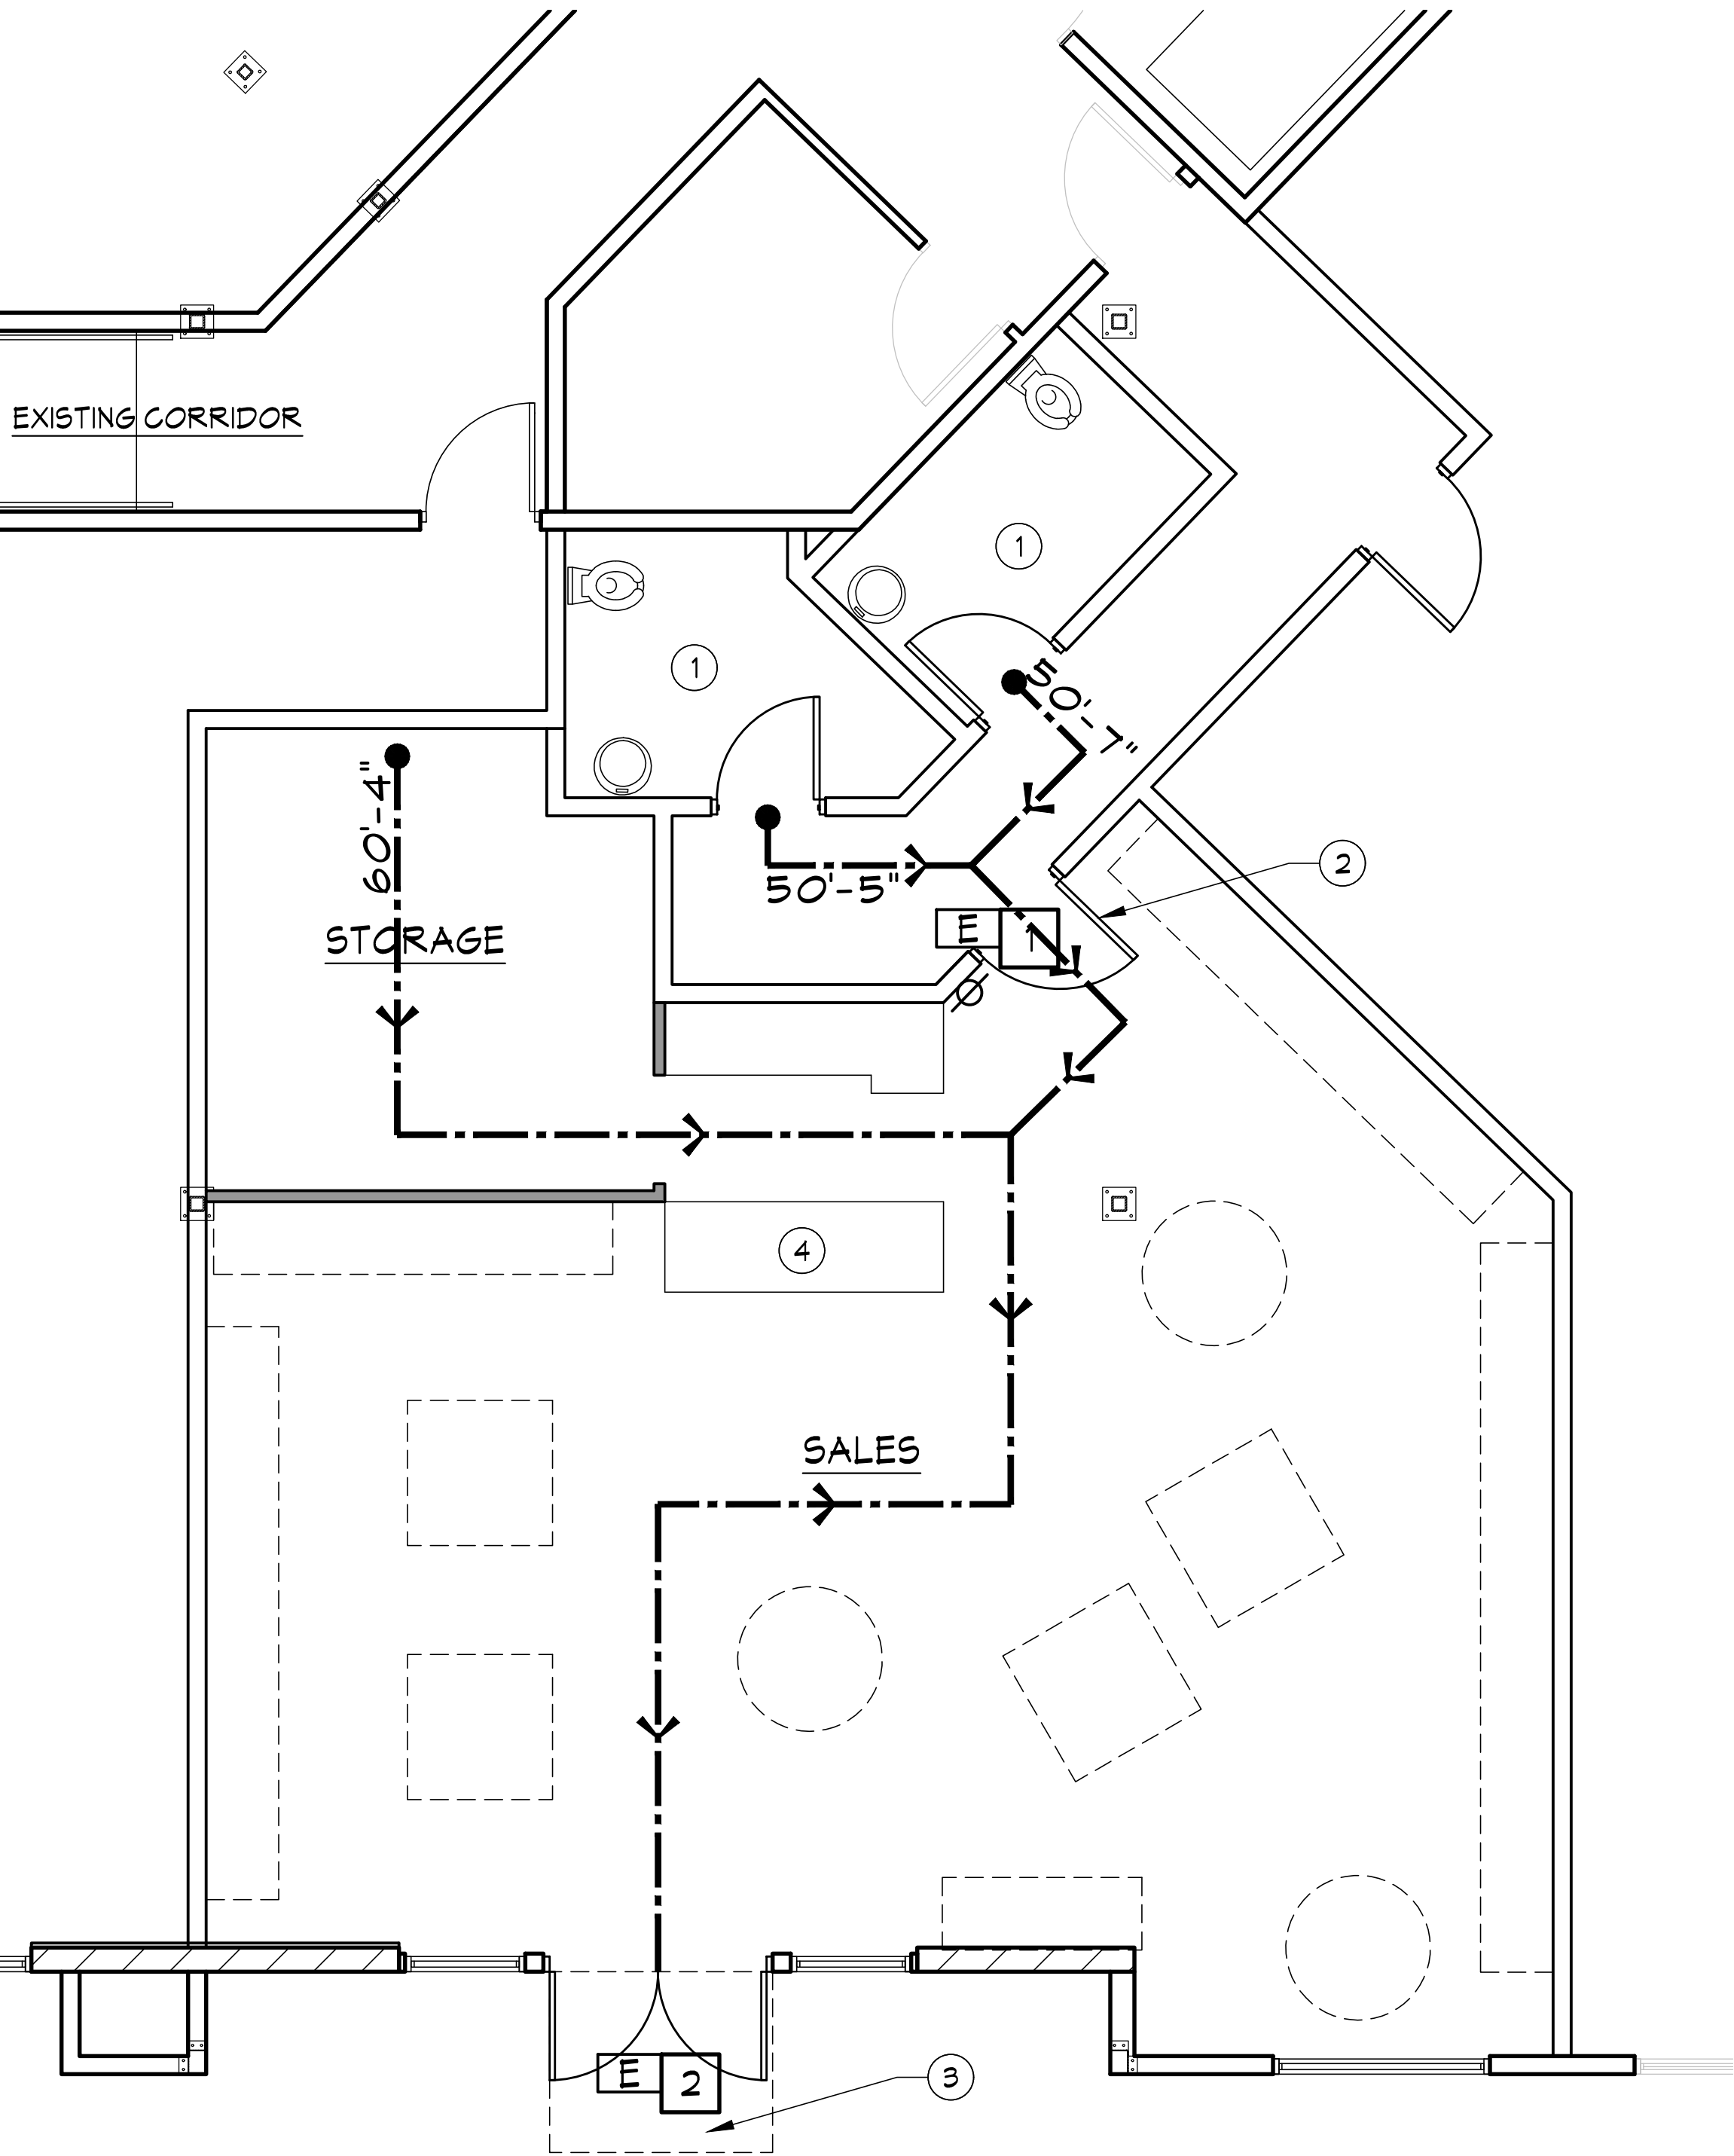 EXISTING CORRIDOR
1
1
50'-7"
60'-4"
2
50'-5"
E 1
STORAGE
4
SALES
E 2
3